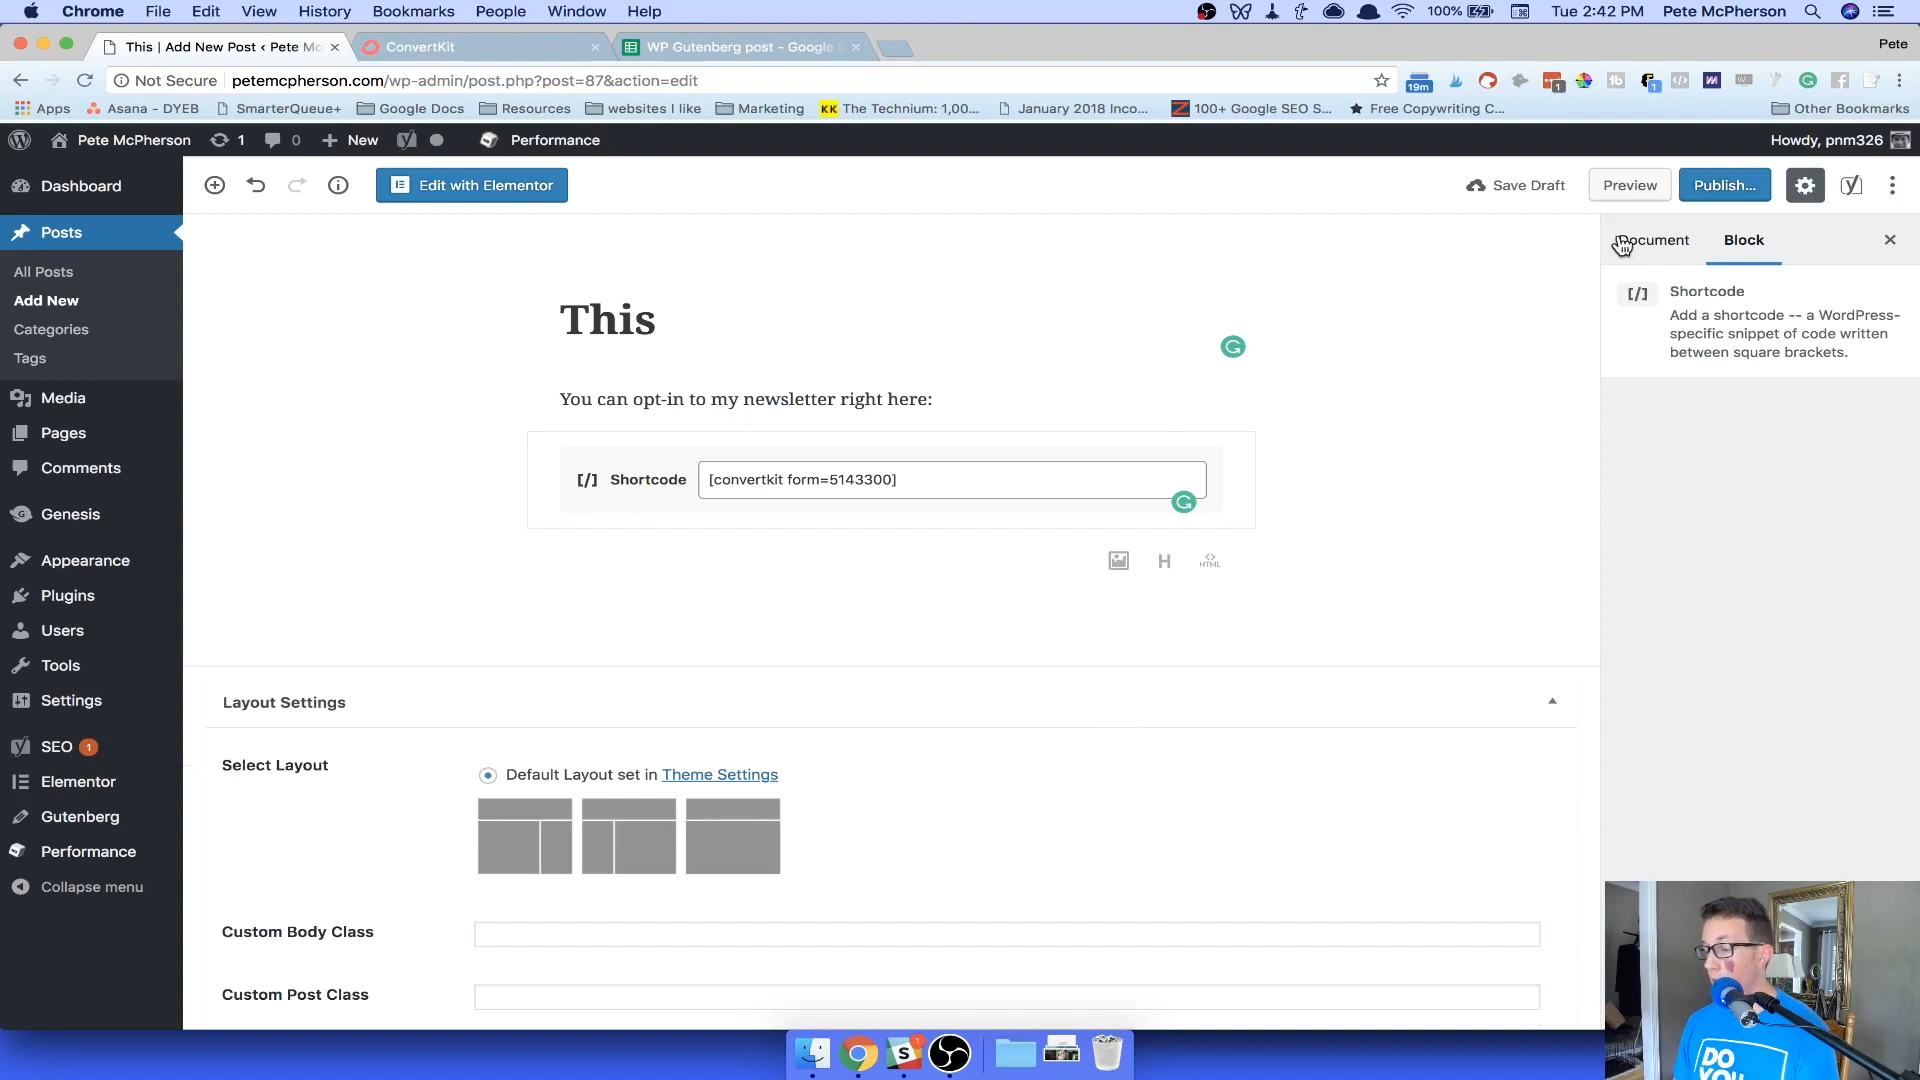 Chrome File Edit View History Bookmarks People Window Help 100% Tue 2:42 PM Pete McPherson
This | Add New Post ‹ Pete Mc ConvertKit WP Gutenberg post - Google Pete
Not Secure petemcpherson.com/wp-admin/post.php?post=87&action=edit 19m 1 1
Apps Asana - DYEB SmarterQueue+ Google Docs Resources websites I like Marketing KK The Technium: 1,00... January 2018 Inco... 100+ Google SEO S... Free Copywriting C... Other Bookmarks
Pete McPherson 1 0 New Performance Howdy, pnm326
Dashboard
Edit with Elementor
Save Draft
Preview
Publish...
Posts
All Posts
Add New
Categories
Tags
Media
Pages
Comments
Genesis
Appearance
Plugins
Users
Tools
Settings
SEO 1
Elementor
Gutenberg
Performance
Collapse menu
This
You can opt-in to my newsletter right here:
[/] Shortcode [convertkit form=5143300]
H
HTML
Layout Settings
Select Layout
Default Layout set in Theme Settings
Custom Body Class
Custom Post Class
Document Block
[/] Shortcode
Add a shortcode -- a WordPress-
specific snippet of code written
between square brackets.
S 1
DO
YOU